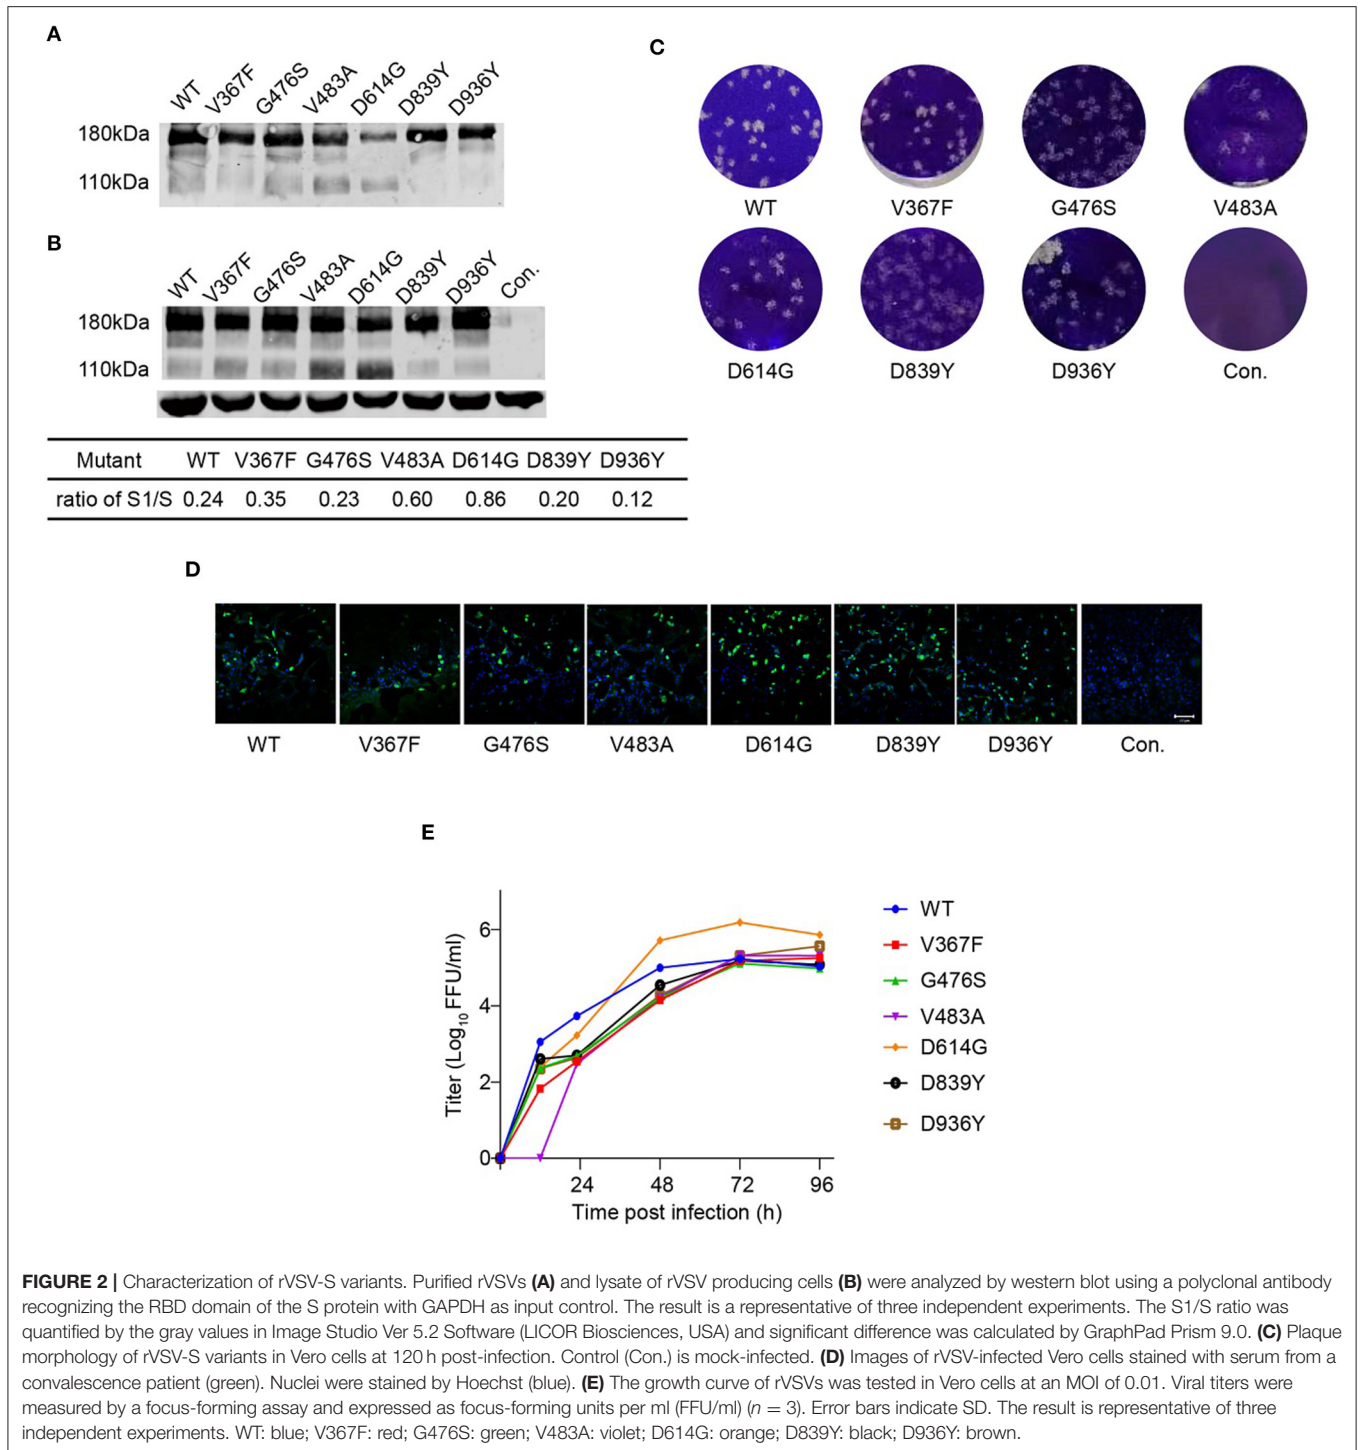 A
WT V367F G476S V483A D614G D839Y D936Y
180kDa
110kDa
B
WT V367F G476S V483A D614G D839Y D936Y Con.
180kDa
110kDa
Mutant WT V367F G476S V483A D614G D839Y D936Y
ratio of S1/S 0.24 0.35 0.23 0.60 0.86 0.20 0.12
C
WT V367F G476S V483A
D614G D839Y D936Y Con.
D
WT V367F G476S V483A D614G D839Y D936Y Con.
E
Titer (Log10 FFU/ml)
6
4
2
0
24 48 72 96
Time post infection (h)
WT
V367F
G476S
V483A
D614G
D839Y
D936Y
FIGURE 2 | Characterization of rVSV-S variants. Purified rVSVs (A) and lysate of rVSV producing cells (B) were analyzed by western blot using a polyclonal antibody
recognizing the RBD domain of the S protein with GAPDH as input control. The result is a representative of three independent experiments. The S1/S ratio was
quantified by the gray values in Image Studio Ver 5.2 Software (LICOR Biosciences, USA) and significant difference was calculated by GraphPad Prism 9.0. (C) Plaque
morphology of rVSV-S variants in Vero cells at 120 h post-infection. Control (Con.) is mock-infected. (D) Images of rVSV-infected Vero cells stained with serum from a
convalescence patient (green). Nuclei were stained by Hoechst (blue). (E) The growth curve of rVSVs was tested in Vero cells at an MOI of 0.01. Viral titers were
measured by a focus-forming assay and expressed as focus-forming units per ml (FFU/ml) (n = 3). Error bars indicate SD. The result is representative of three
independent experiments. WT: blue; V367F: red; G476S: green; V483A: violet; D614G: orange; D839Y: black; D936Y: brown.